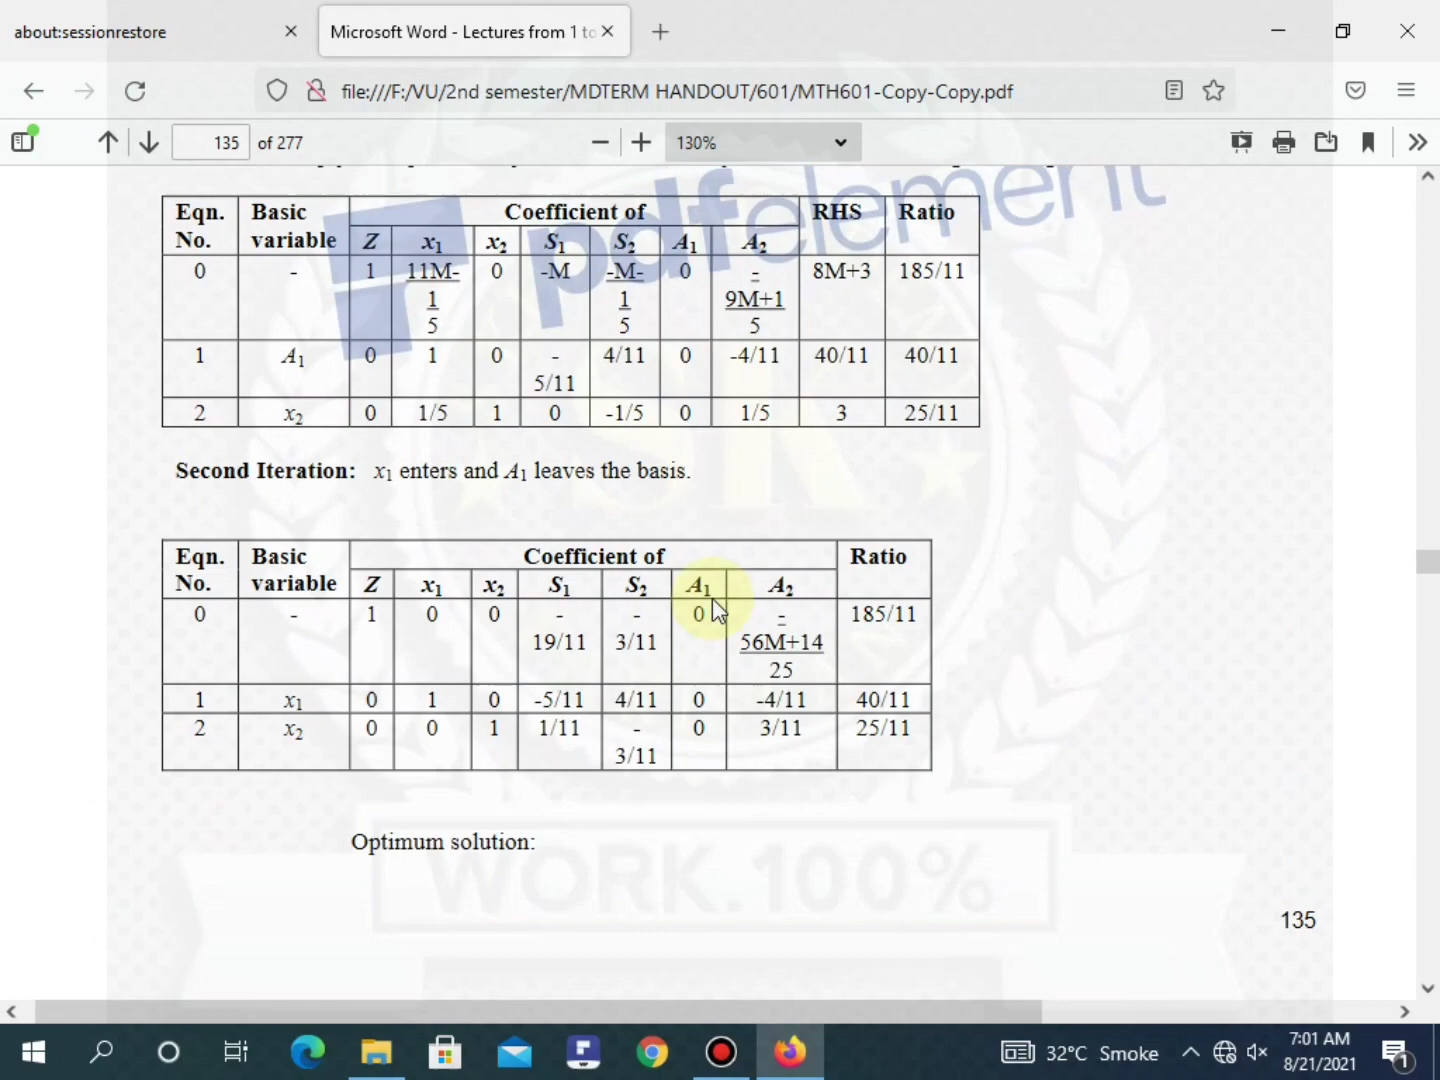 about:sessionrestore
Microsoft Word - Lectures from 1 to
file:///F:/VU/2nd semester/MDTERM HANDOUT/601/MTH601-Copy-Copy.pdf
135 of 277 130%
pdfelement
Eqn. No. Basic variable Coefficient of RHS Ratio
Z x1 x2 S1 S2 A1 A2
0 - 1 11M-1 5 0 -M -M-1 5 0 -9M+1 5 8M+3 185/11
1 A1 0 1 0 -5/11 4/11 0 -4/11 40/11 40/11
2 x2 0 1/5 1 0 -1/5 0 1/5 3 25/11
Second Iteration: x1 enters and A1 leaves the basis.
Eqn. No. Basic variable Coefficient of Ratio
Z x1 x2 S1 S2 A1 A2
0 - 1 0 0 -19/11 -3/11 0 -56M+14 25 185/11
1 x1 0 1 0 -5/11 4/11 0 -4/11 40/11
2 x2 0 0 1 1/11 -3/11 0 3/11 25/11
Optimum solution:
WORK.100%
135
32°C Smoke
7:01 AM
8/21/2021
1